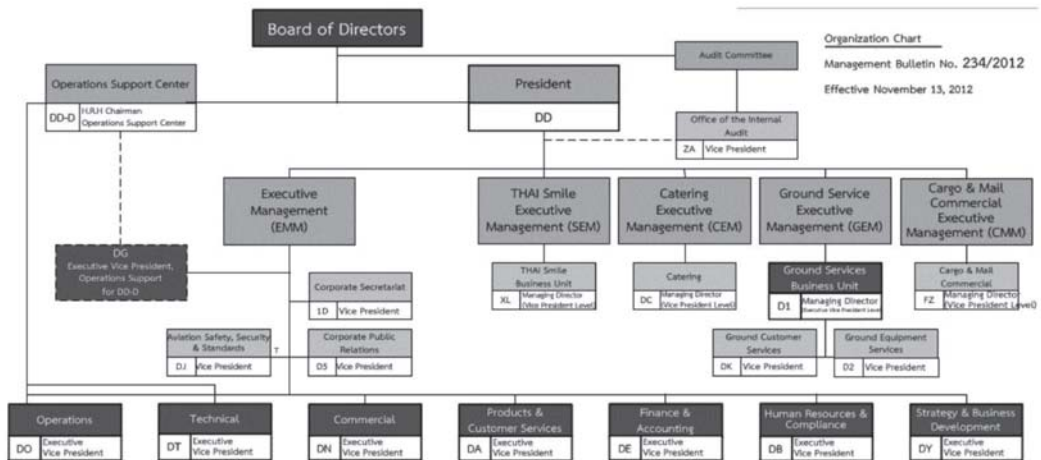 Board of Directors
Organization Chart
Management Bulletin No. 234/2012
Effective November 13, 2012
Audit Committee
Operations Support Center
DD-D
H.R.H Chairman
Operations Support Center
President
DD
Office of the Internal
Audit
ZA
Vice President
Executive
Management
(EMM)
THAI Smile
Executive
Management (SEM)
Catering
Executive
Management (CEM)
Ground Service
Executive
Management (GEM)
Cargo & Mail
Commercial
Executive
Management (CMM)
DG
Executive Vice President,
Operations Support
for DD-D
THAI Smile
Business Unit
XL
Managing Director
(Vice President Level)
Catering
DC
Managing Director
(Vice President Level)
Ground Services
Business Unit
D1
Managing Director
(Executive Vice President Level)
Cargo & Mail
Commercial
FZ
Managing Director
(Vice President Level)
Corporate Secretariat
1D
Vice President
Aviation Safety, Security
& Standards
DJ
Vice President
T
Corporate Public
Relations
D5
Vice President
Ground Customer
Services
DK
Vice President
Ground Equipment
Services
D2
Vice President
Operations
DO
Executive
Vice President
Technical
DT
Executive
Vice President
Commercial
DN
Executive
Vice President
Products &
Customer Services
DA
Executive
Vice President
Finance &
Accounting
DE
Executive
Vice President
Human Resources &
Compliance
DB
Executive
Vice President
Strategy & Business
Development
DY
Executive
Vice President